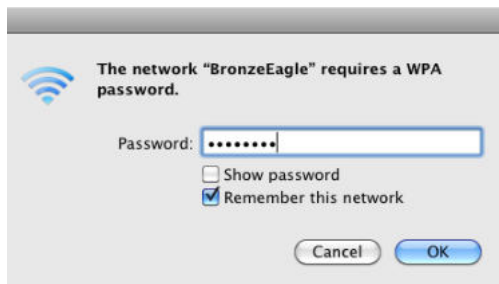 The network “BronzeEagle” requires a WPA
password.
Password: ••••••••
Show password
Remember this network
Cancel OK